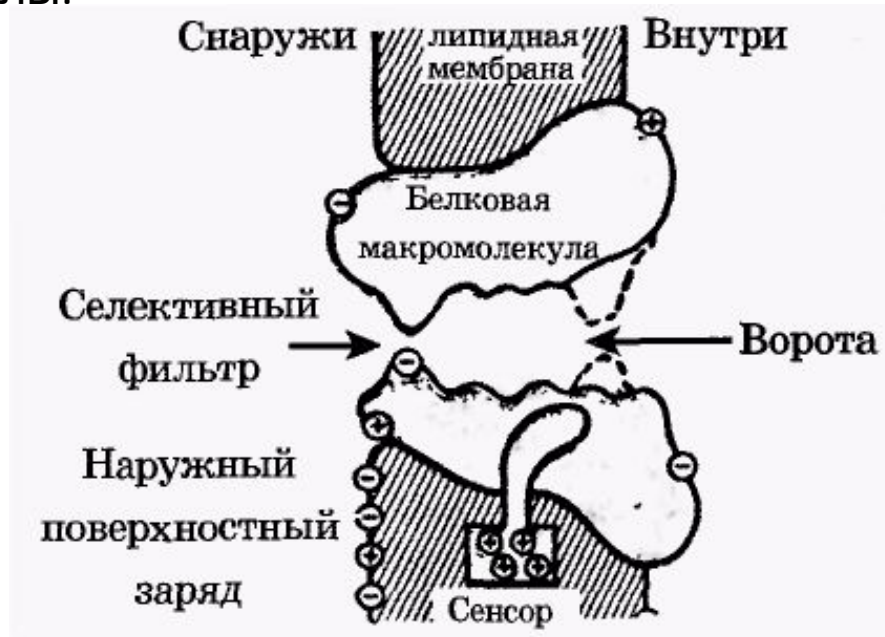 Снаружи
липидная
мембрана
Внутри
Белковая
макромолекула
Селективный
фильтр
Ворота
Наружный
поверхностный
заряд
Сенсор